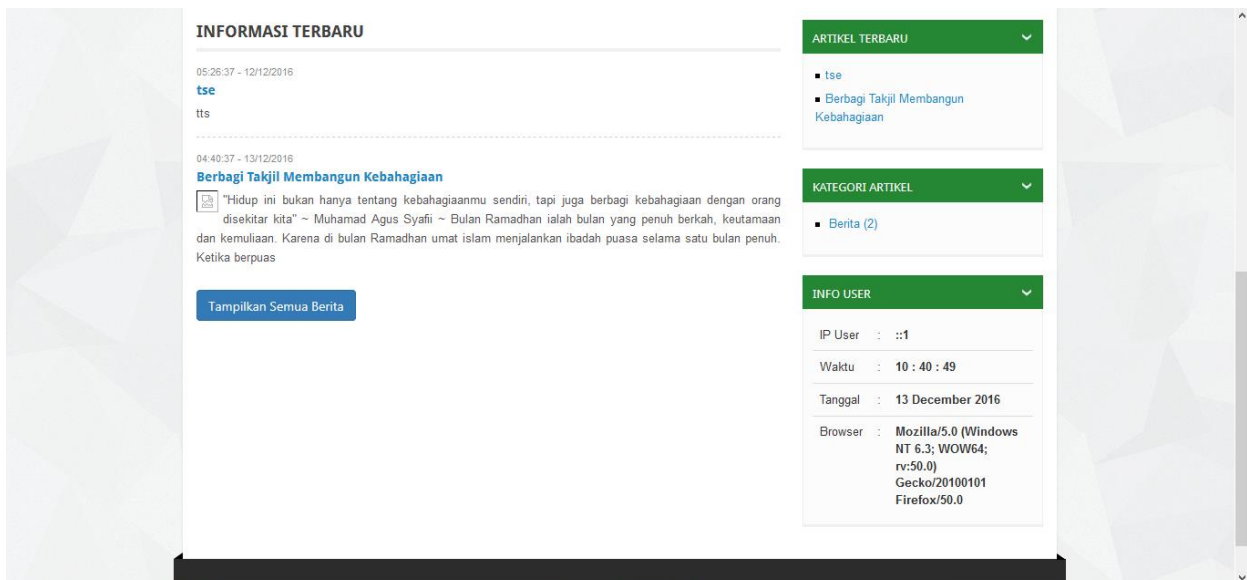 INFORMASI TERBARU
05:26:37 - 12/12/2016
tse
tts
04:40:37 - 13/12/2016
Berbagi Takjil Membangun Kebahagiaan
"Hidup ini bukan hanya tentang kebahagiaanmu sendiri, tapi juga berbagi kebahagiaan dengan orang
disekitar kita" ~ Muhamad Agus Syafii ~ Bulan Ramadhan ialah bulan yang penuh berkah, keutamaan
dan kemuliaan. Karena di bulan Ramadhan umat islam menjalankan ibadah puasa selama satu bulan penuh.
Ketika berpuas
Tampilkan Semua Berita
ARTIKEL TERBARU
tse
Berbagi Takjil Membangun
Kebahagiaan
KATEGORI ARTIKEL
Berita (2)
INFO USER
IP User : ::1
Waktu : 10 : 40 : 49
Tanggal : 13 December 2016
Browser : Mozilla/5.0 (Windows
NT 6.3; WOW64;
rv:50.0)
Gecko/20100101
Firefox/50.0